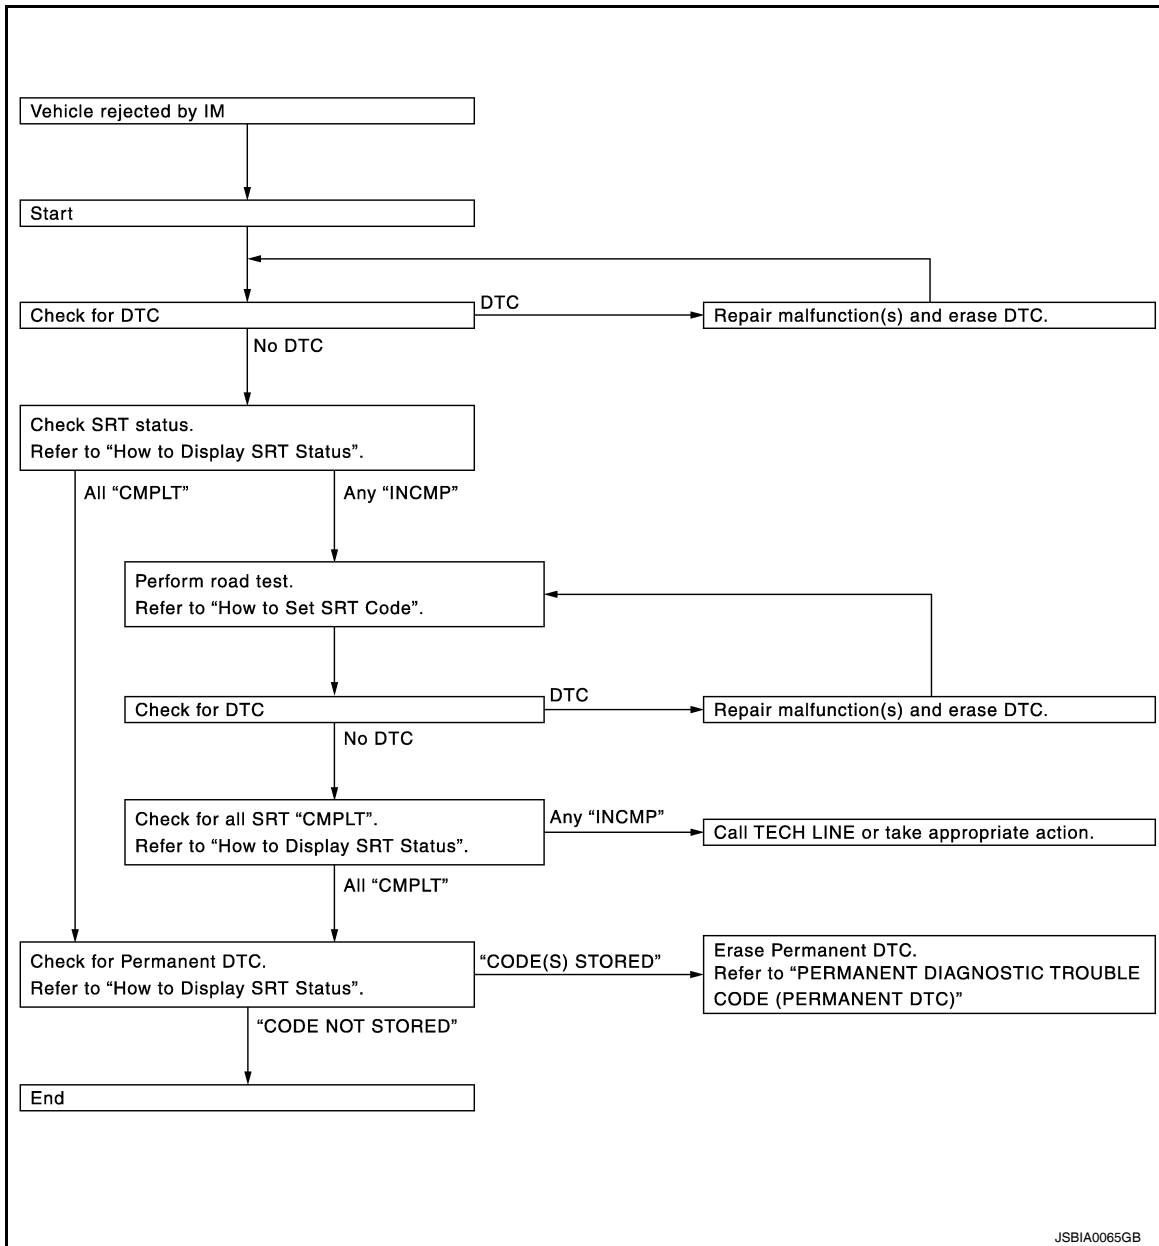 Vehicle rejected by IM
Start
Check for DTC
DTC
Repair malfunction(s) and erase DTC.
No DTC
Check SRT status.
Refer to “How to Display SRT Status”.
All “CMPLT”
Any “INCMP”
Perform road test.
Refer to “How to Set SRT Code”.
Check for DTC
DTC
Repair malfunction(s) and erase DTC.
No DTC
Check for all SRT “CMPLT”.
Refer to “How to Display SRT Status”.
Any “INCMP”
Call TECH LINE or take appropriate action.
All “CMPLT”
Check for Permanent DTC.
Refer to “How to Display SRT Status”.
“CODE(S) STORED”
Erase Permanent DTC.
Refer to “PERMANENT DIAGNOSTIC TROUBLE
CODE (PERMANENT DTC)”
“CODE NOT STORED”
End
JSBIA0065GB